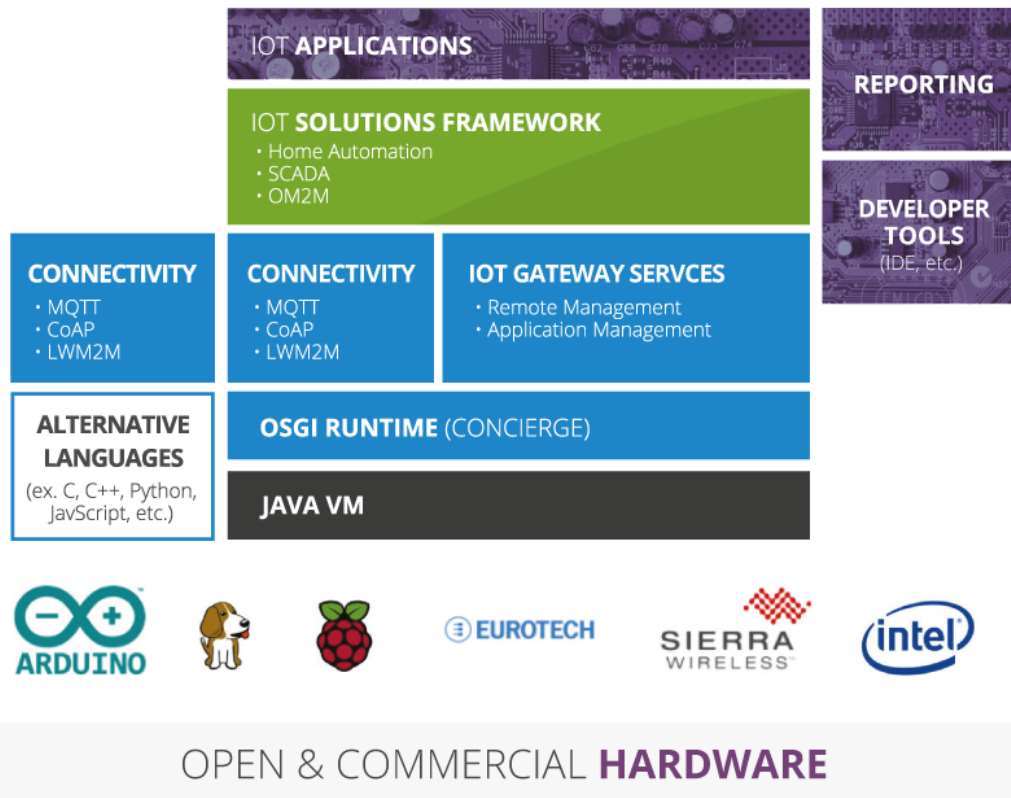 IOT APPLICATIONS
REPORTING
IOT SOLUTIONS FRAMEWORK
• Home Automation
• SCADA
• OM2M
DEVELOPER
TOOLS
(IDE, etc.)
CONNECTIVITY
• MQTT
• CoAP
• LWM2M
CONNECTIVITY
• MQTT
• CoAP
• LWM2M
IOT GATEWAY SERVCES
• Remote Management
• Application Management
ALTERNATIVE
LANGUAGES
(ex. C, C++, Python,
JavScript, etc.)
OSGI RUNTIME (CONCIERGE)
JAVA VM
ARDUINO
EUROTECH
SIERRA
WIRELESS
intel
OPEN & COMMERCIAL HARDWARE